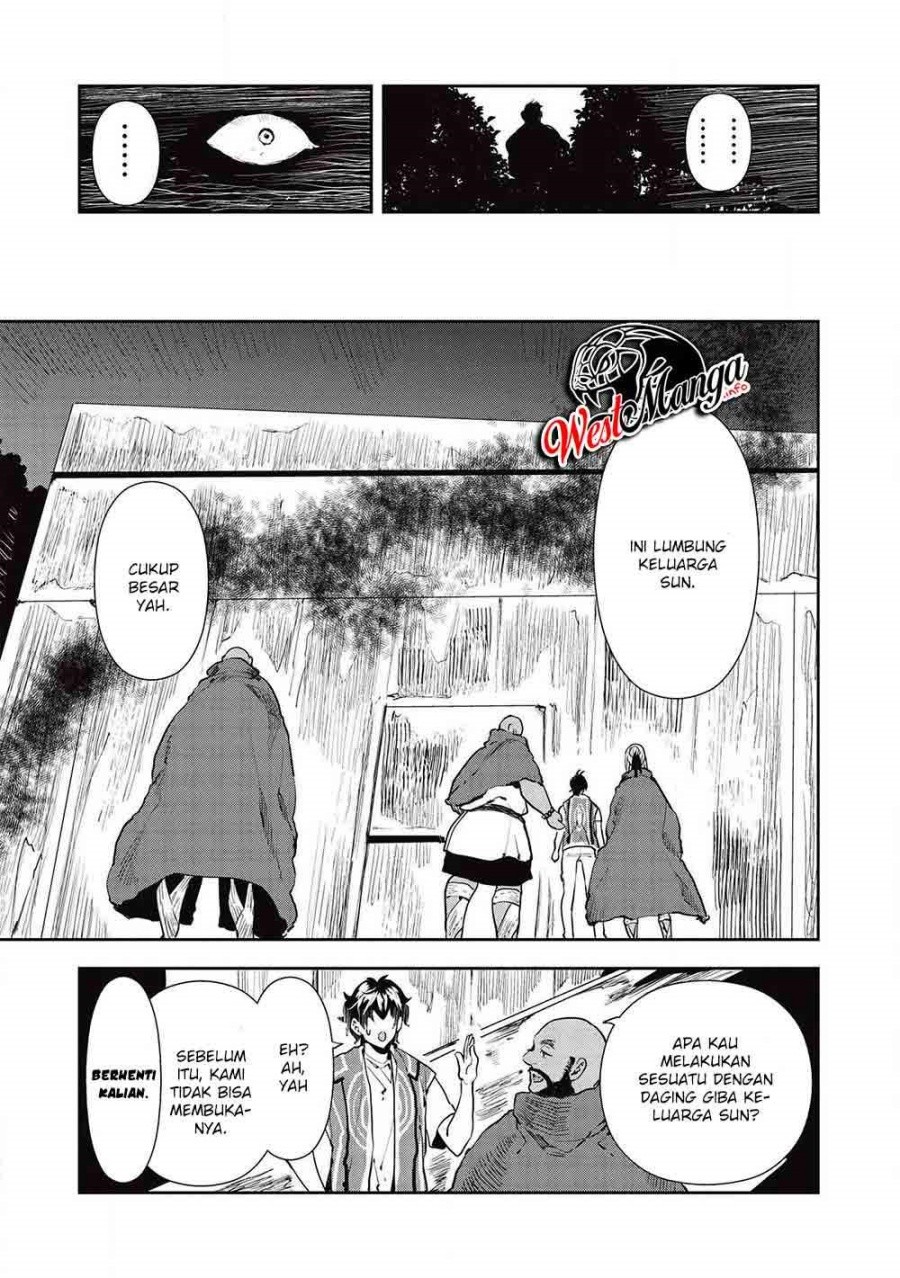 ......
......
WestManga
.info
INI LUMBUNG
KELUARGA
SUN.
CUKUP
BESAR
YAH.
APA KAU
MELAKUKAN
SESUATU DENGAN
DAGING GIBA KE-
LUARGA SUN?
EH?
AH,
YAH
SEBELUM
ITU, KAMI
TIDAK BISA
MEMBUKA-
NYA.
BERHENTI
KALIAN.